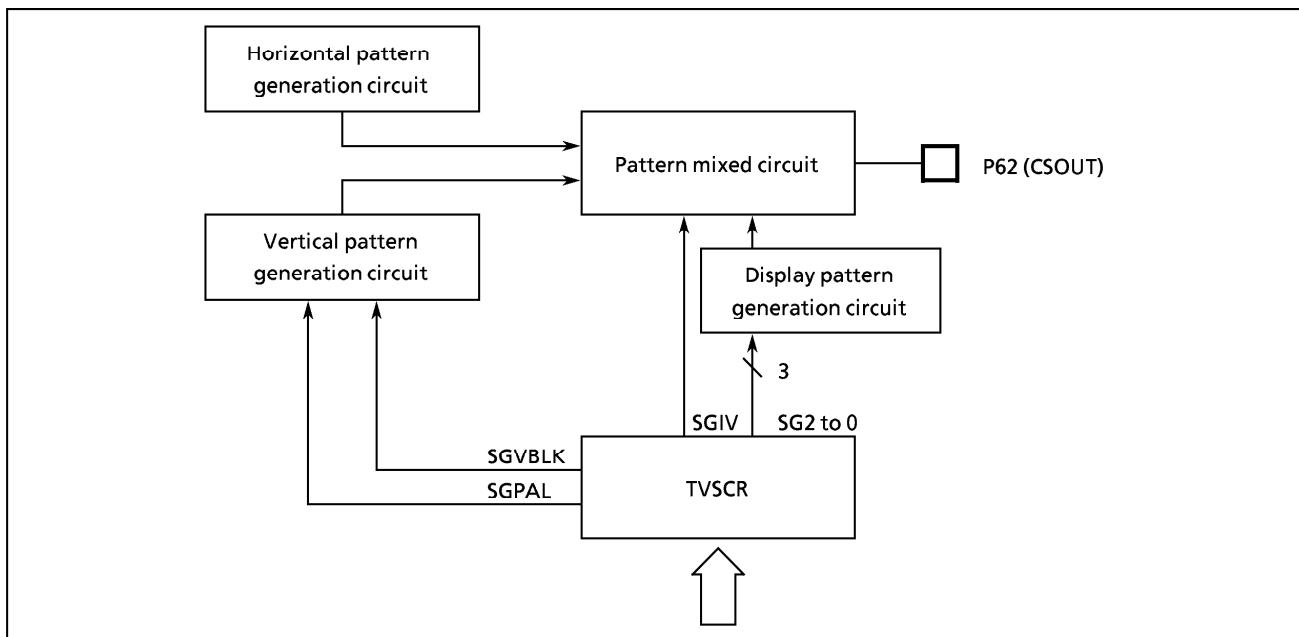 Horizontal pattern
generation circuit
Pattern mixed circuit
P62 (CSOUT)
Vertical pattern
generation circuit
Display pattern
generation circuit
3
SGIV
SG2 to 0
SGVBLK
SGPAL
TVSCR